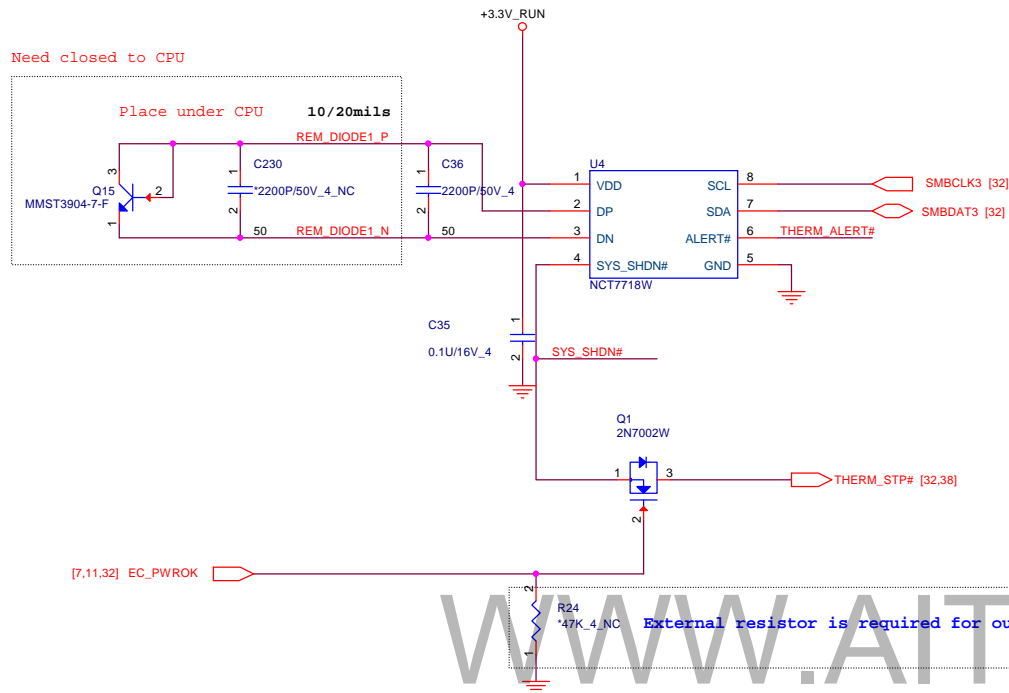 +3.3V_RUN
Need closed to CPU
Place under CPU 10/20mils
REM_DIODE1_P
3
Q15
2
MMST3904-7-F
1
1
C230
*2200P/50V_4_NC
2
1
C36
2200P/50V_4
2
50 REM_DIODE1_N 50
U4
1 VDD SCL 8 SMBCLK3 [32]
2 DP SDA 7 SMBDAT3 [32]
3 DN ALERT# 6 THERM_ALERT#
4 SYS_SHDN# GND 5
NCT7718W
C35
0.1U/16V_4
1
2
SYS_SHDN#
Q1
2N7002W
1 3
2
THERM_STP# [32,38]
[7,11,32] EC_PWROK
2
R24
*47K_4_NC
1
External resistor is required for ou
WWW.AIT